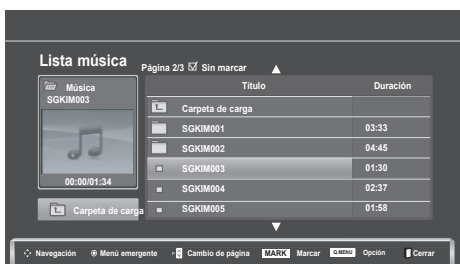 Lista música
Página 2/3 Sin marcar
Música
SGKIM003
00:00/01:34
Carpeta de carga
Título Duración
Carpeta de carga
SGKIM001 03:33
SGKIM002 04:45
SGKIM003 01:30
SGKIM004 02:37
SGKIM005 01:58
Navegación Menú emergente P Cambio de página MARK Marcar Q.MENU Opción Cerrar